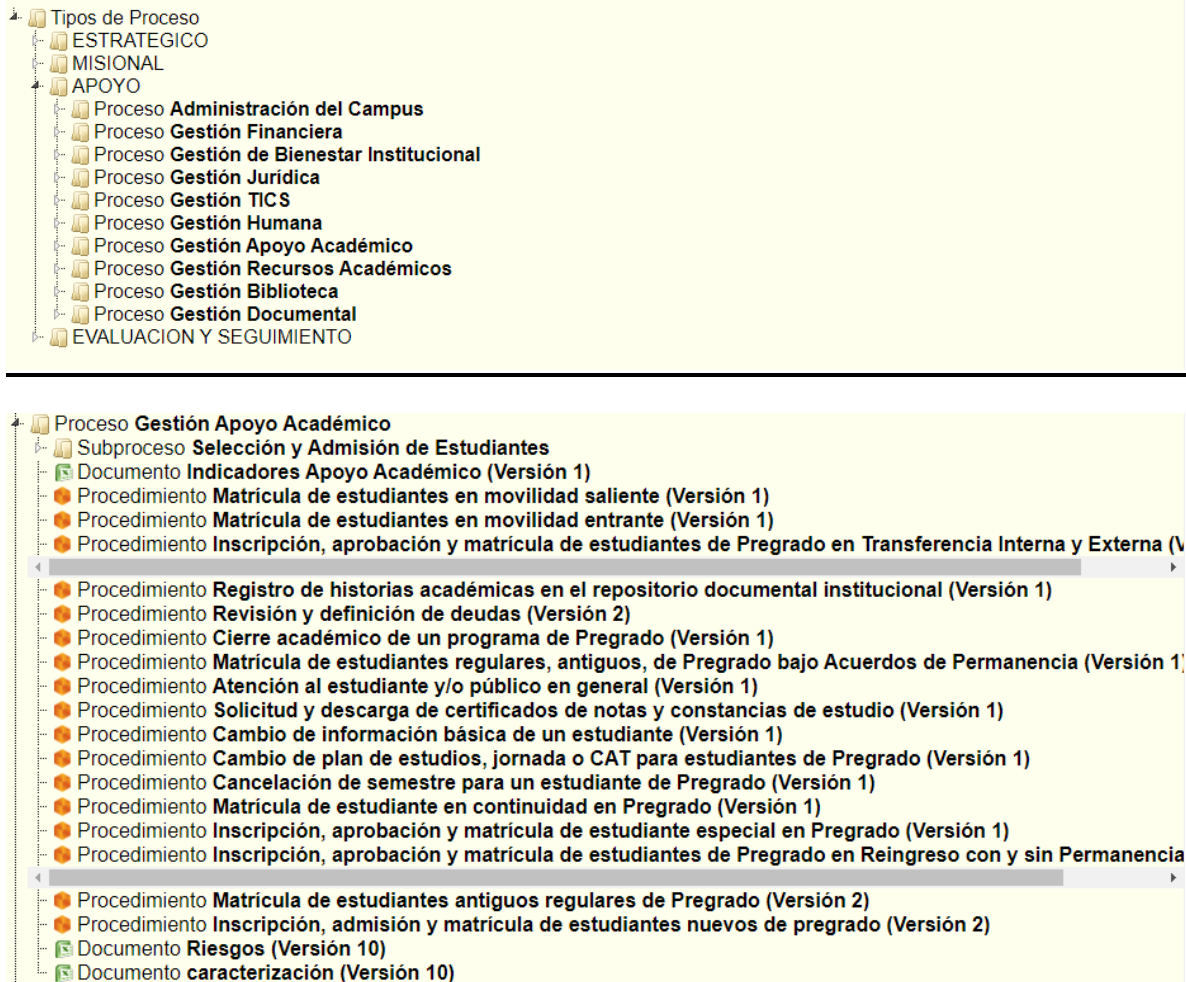 Tipos de Proceso
ESTRATEGICO
MISIONAL
APOYO
Proceso Administración del Campus
Proceso Gestión Financiera
Proceso Gestión de Bienestar Institucional
Proceso Gestión Jurídica
Proceso Gestión TICS
Proceso Gestión Humana
Proceso Gestión Apoyo Académico
Proceso Gestión Recursos Académicos
Proceso Gestión Biblioteca
Proceso Gestión Documental
EVALUACION Y SEGUIMIENTO
Proceso Gestión Apoyo Académico
Subproceso Selección y Admisión de Estudiantes
Documento Indicadores Apoyo Académico (Versión 1)
Procedimiento Matrícula de estudiantes en movilidad saliente (Versión 1)
Procedimiento Matrícula de estudiantes en movilidad entrante (Versión 1)
Procedimiento Inscripción, aprobación y matrícula de estudiantes de Pregrado en Transferencia Interna y Externa (V
Procedimiento Registro de historias académicas en el repositorio documental institucional (Versión 1)
Procedimiento Revisión y definición de deudas (Versión 2)
Procedimiento Cierre académico de un programa de Pregrado (Versión 1)
Procedimiento Matrícula de estudiantes regulares, antiguos, de Pregrado bajo Acuerdos de Permanencia (Versión 1)
Procedimiento Atención al estudiante y/o público en general (Versión 1)
Procedimiento Solicitud y descarga de certificados de notas y constancias de estudio (Versión 1)
Procedimiento Cambio de información básica de un estudiante (Versión 1)
Procedimiento Cambio de plan de estudios, jornada o CAT para estudiantes de Pregrado (Versión 1)
Procedimiento Cancelación de semestre para un estudiante de Pregrado (Versión 1)
Procedimiento Matrícula de estudiante en continuidad en Pregrado (Versión 1)
Procedimiento Inscripción, aprobación y matrícula de estudiante especial en Pregrado (Versión 1)
Procedimiento Inscripción, aprobación y matrícula de estudiantes de Pregrado en Reingreso con y sin Permanencia
Procedimiento Matrícula de estudiantes antiguos regulares de Pregrado (Versión 2)
Procedimiento Inscripción, admisión y matrícula de estudiantes nuevos de pregrado (Versión 2)
Documento Riesgos (Versión 10)
Documento caracterización (Versión 10)